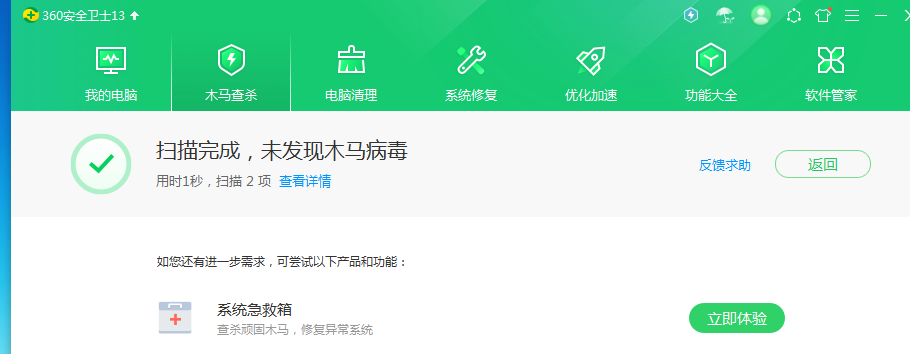 360安全卫士13
我的电脑 木马查杀 电脑清理 系统修复 优化加速 功能大全 软件管家
扫描完成，未发现木马病毒
用时1秒，扫描 2 项 查看详情
反馈求助 返回
如您还有进一步需求，可尝试以下产品和功能：
系统急救箱
查杀顽固木马，修复异常系统
立即体验